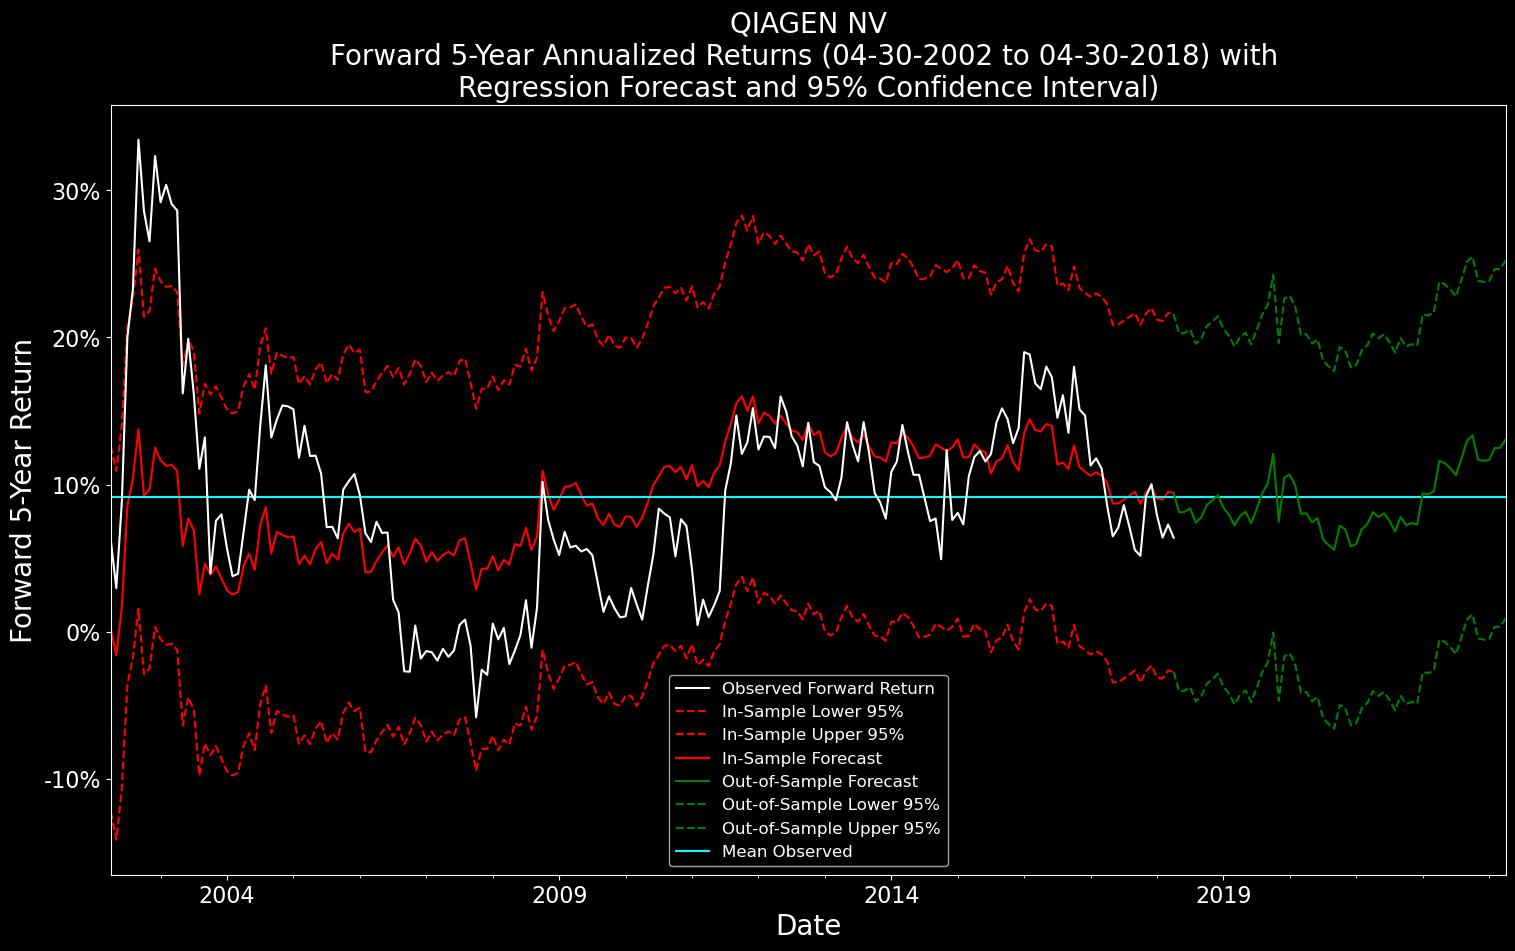 QIAGEN NV
Forward 5-Year Annualized Returns (04-30-2002 to 04-30-2018) with
Regression Forecast and 95% Confidence Interval)
Forward 5-Year Return
30%
20%
10%
0%
-10%
Observed Forward Return
In-Sample Lower 95%
In-Sample Upper 95%
In-Sample Forecast
Out-of-Sample Forecast
Out-of-Sample Lower 95%
Out-of-Sample Upper 95%
Mean Observed
2004 2009 2014 2019
Date